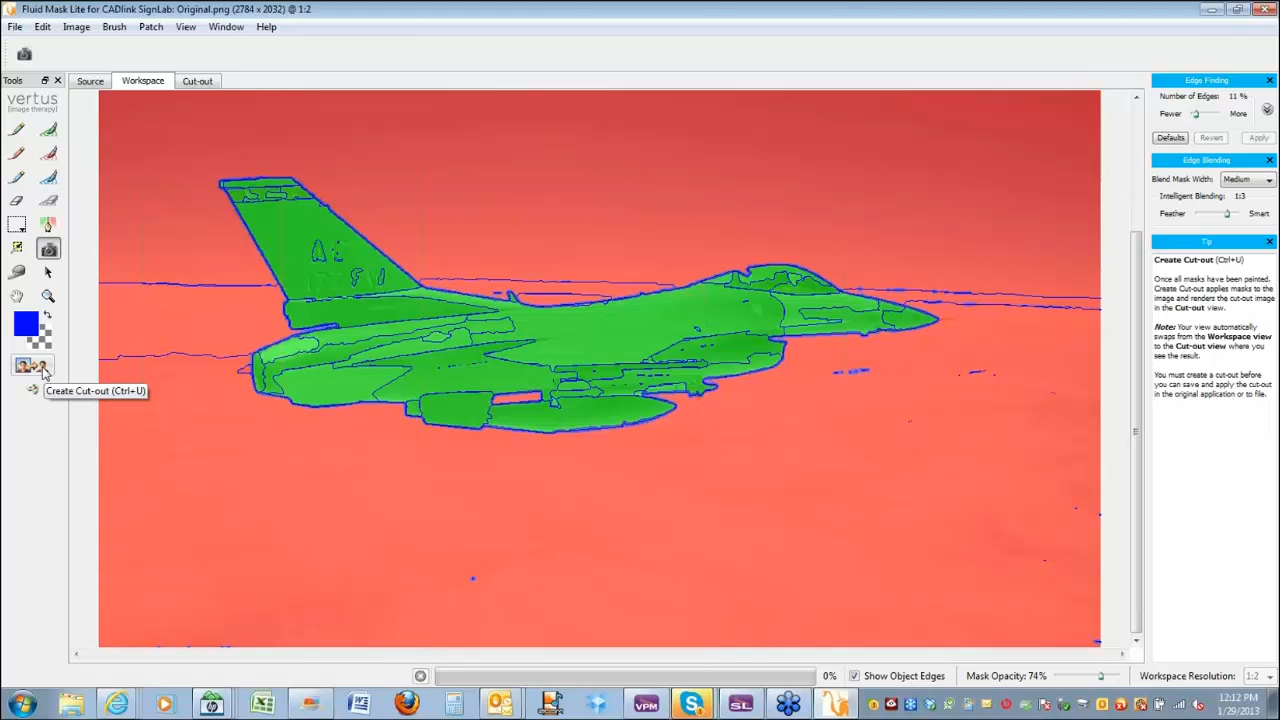 Fluid Mask Lite for CADlink SignLab: Original.png (2784 x 2032) @ 1:2
File Edit Image Brush Patch View Window Help
Tools
Source Workspace Cut-out
vertus
[image therapy]
Create Cut-out (Ctrl+U)
Edge Finding
Number of Edges: 11 %
Fewer More
Defaults Revert Apply
Edge Blending
Blend Mask Width: Medium
Intelligent Blending: 1:3
Feather Smart
Tip
Create Cut-out (Ctrl+U)
Once all masks have been painted,
Create Cut-out applies masks to the
image and renders the cut-out image
in the Cut-out view.
Note: Your view automatically
swaps from the Workspace view
to the Cut-out view where you
see the result.
You must create a cut-out before
you can save and apply the cut-out
in the original application or to file.
0% Show Object Edges Mask Opacity: 74% Workspace Resolution: 1:2
hp VPM S SL
12:12 PM
1/29/2013